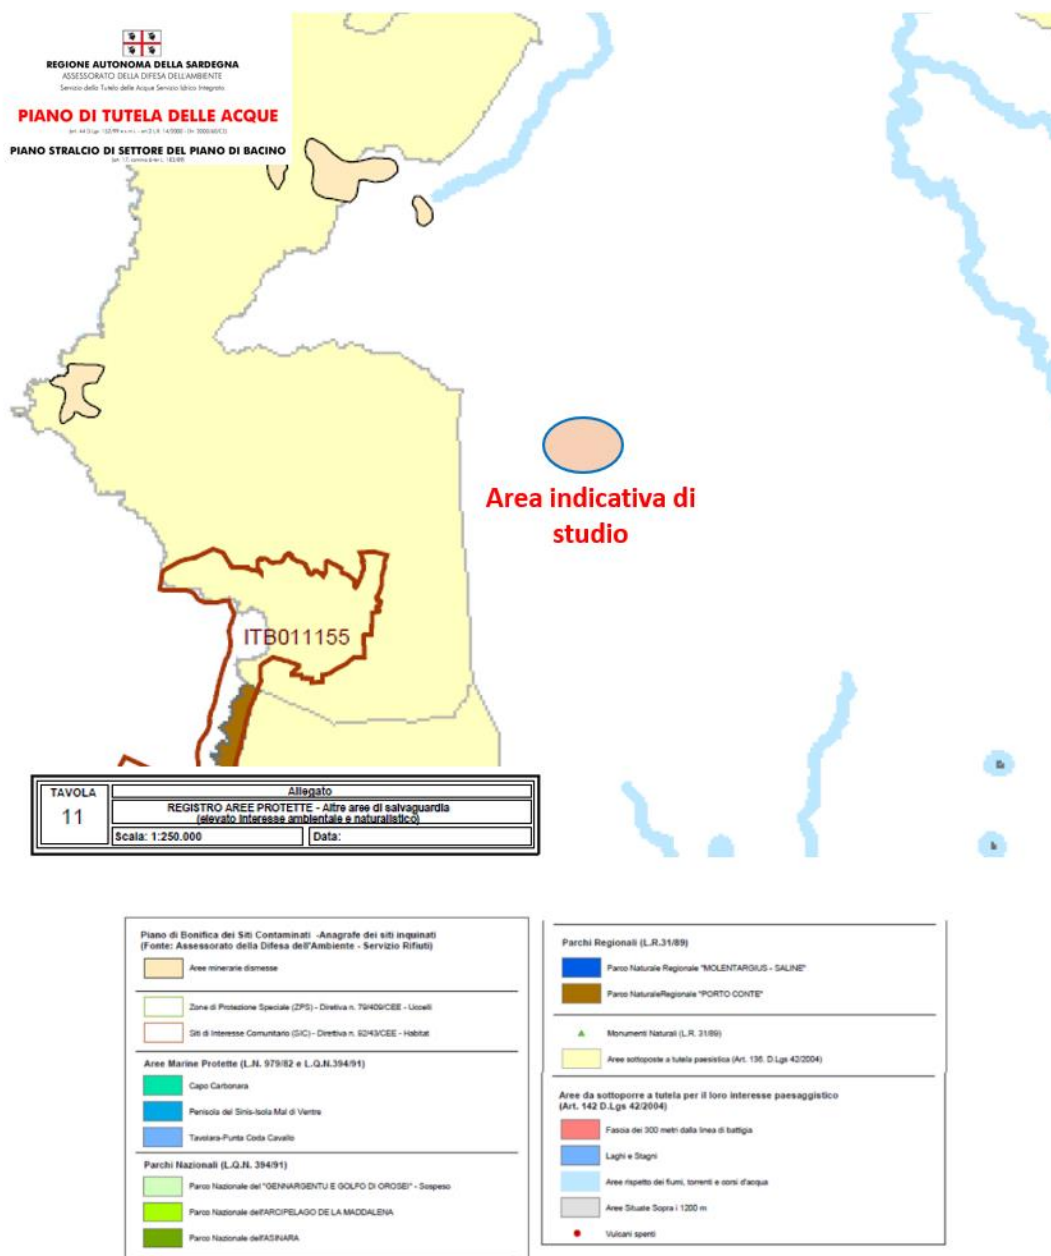 REGIONE AUTONOMA DELLA SARDEGNA
ASSESSORATO DELLA DIFESA DELL'AMBIENTE
Servizio della Tutela delle Acque Servizio Idrico Integrato
PIANO DI TUTELA DELLE ACQUE
PIANO STRALCIO DI SETTORE DEL PIANO DI BACINO
Area indicativa di
studio
ITB011155
TAVOLA
11
Allegato
REGISTRO AREE PROTETTE - Altre aree di salvaguardia
(elevato interesse ambientale e naturalistico)
Scala: 1:250.000
Data:
Piano di Bonifica dei Siti Contaminati -Anagrafe dei siti inquinati
(Fonte: Assessorato della Difesa dell'Ambiente - Servizio Rifiuti)
Aree minerarie dismesse
Zone di Protezione Speciale (ZPS) - Direttiva n. 79/409/CEE - Uccelli
Siti di Interesse Comunitario (SIC) - Direttiva n. 92/43/CEE - Habitat
Aree Marine Protette (L.N. 979/82 e L.Q.N.394/91)
Capo Carbonara
Penisola del Sinis-Isola Mal di Ventre
Tavolara-Punta Coda Cavallo
Parchi Nazionali (L.Q.N. 394/91)
Parco Nazionale del "GENNARGENTU E GOLFO DI OROSEI" - Sospeso
Parco Nazionale dell'ARCIPELAGO DE LA MADDALENA
Parco Nazionale dell'ASINARA
Parchi Regionali (L.R.31/89)
Parco Naturale Regionale "MOLENTARGIUS - SALINE"
Parco NaturaleRegionale "PORTO CONTE"
Monumenti Naturali (L.R. 31/89)
Aree sottoposte a tutela paesistica (Art. 136. D.Lgs 42/2004)
Aree da sottoporre a tutela per il loro interesse paesaggistico
(Art. 142 D.Lgs 42/2004)
Fascia dei 300 metri dalla linea di battigia
Laghi e Stagni
Aree rispetto dei fiumi, torrenti e corsi d'acqua
Aree Situate Sopra i 1200 m
Vulcani spenti